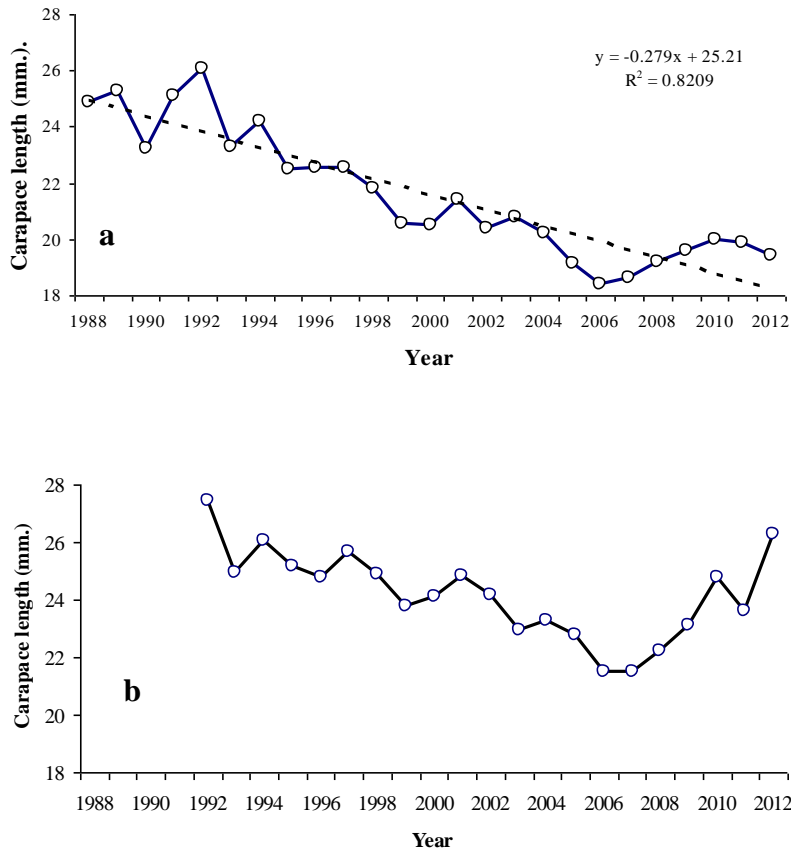 28
26
24
22
20
18
Carapace length (mm.).
y = -0.279x + 25.21
R² = 0.8209
a
1988 1990 1992 1994 1996 1998 2000 2002 2004 2006 2008 2010 2012
Year
28
26
24
22
20
18
Carapace length (mm.)
b
1988 1990 1992 1994 1996 1998 2000 2002 2004 2006 2008 2010 2012
Year